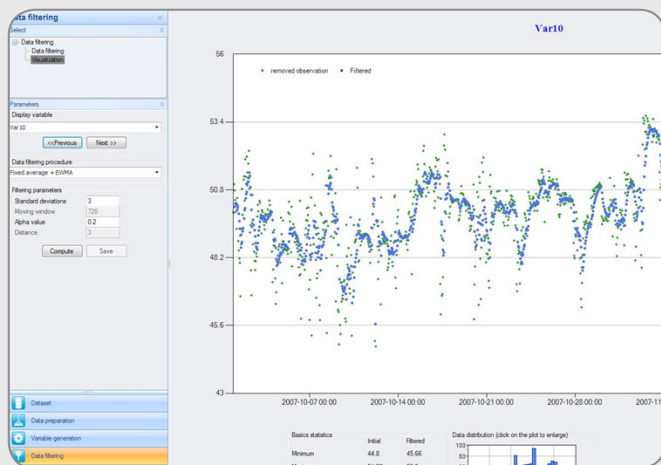 Data filtering
Select
Data filtering
Data filtering
Visualization
Parameters
Display variable
Var10
<<Previous
Next >>
Data filtering procedure
Fixed average + EWMA
Filtering parameters
Standard deviations 3
Moving window 720
Alpha value 0.2
Distance 3
Compute
Save
Dataset
Data preparation
Variable generation
Data filtering
Var10
removed observation
Filtered
56
53.4
50.8
48.2
45.6
43
2007-10-07 00:00
2007-10-14 00:00
2007-10-21 00:00
2007-10-28 00:00
2007-11
Basics statistics
Initial
Filtered
Minimum 44.8 45.66
Data distribution (click on the plot to enlarge)
100
80